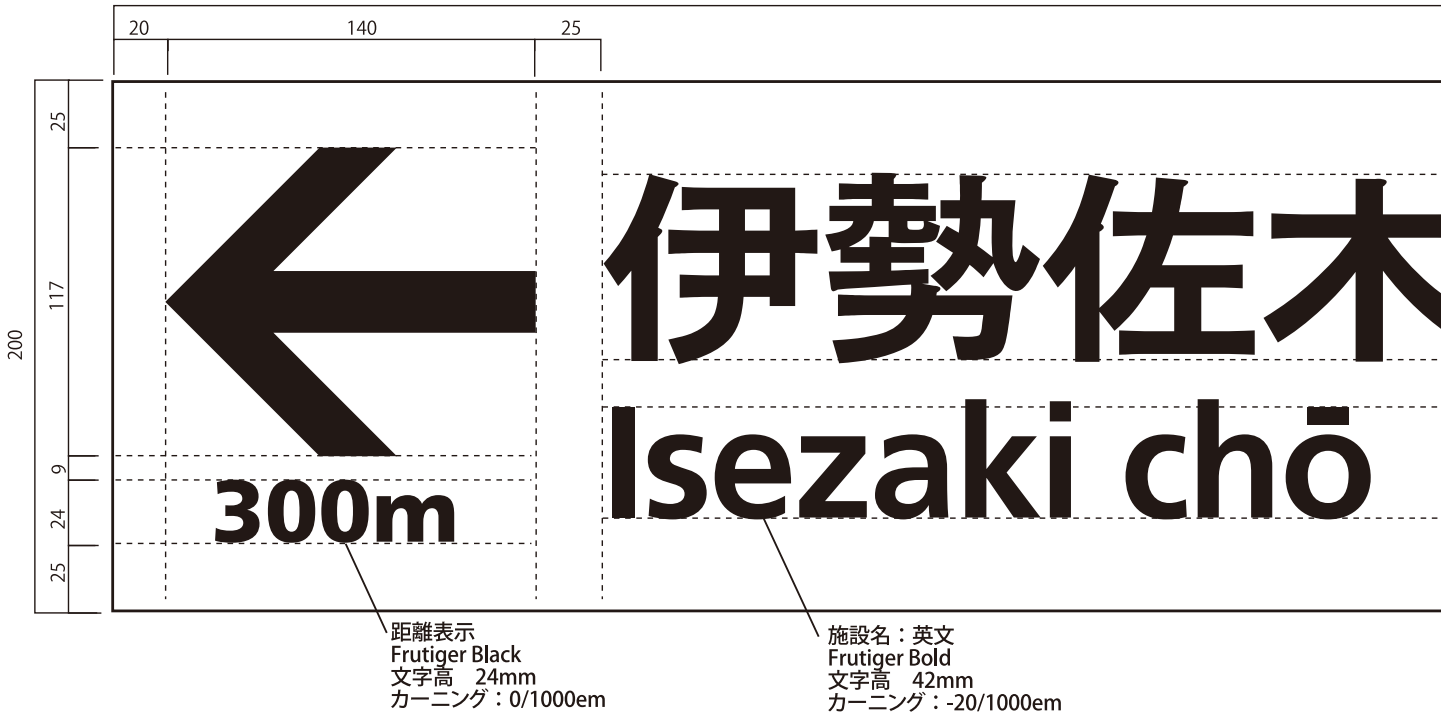 20 140 25
25
117
200
9
24
25
伊勢佐木
Isezaki chō
300m
距離表示
Frutiger Black
文字高 24mm
カーニング：0/1000em
施設名：英文
Frutiger Bold
文字高 42mm
カーニング：-20/1000em